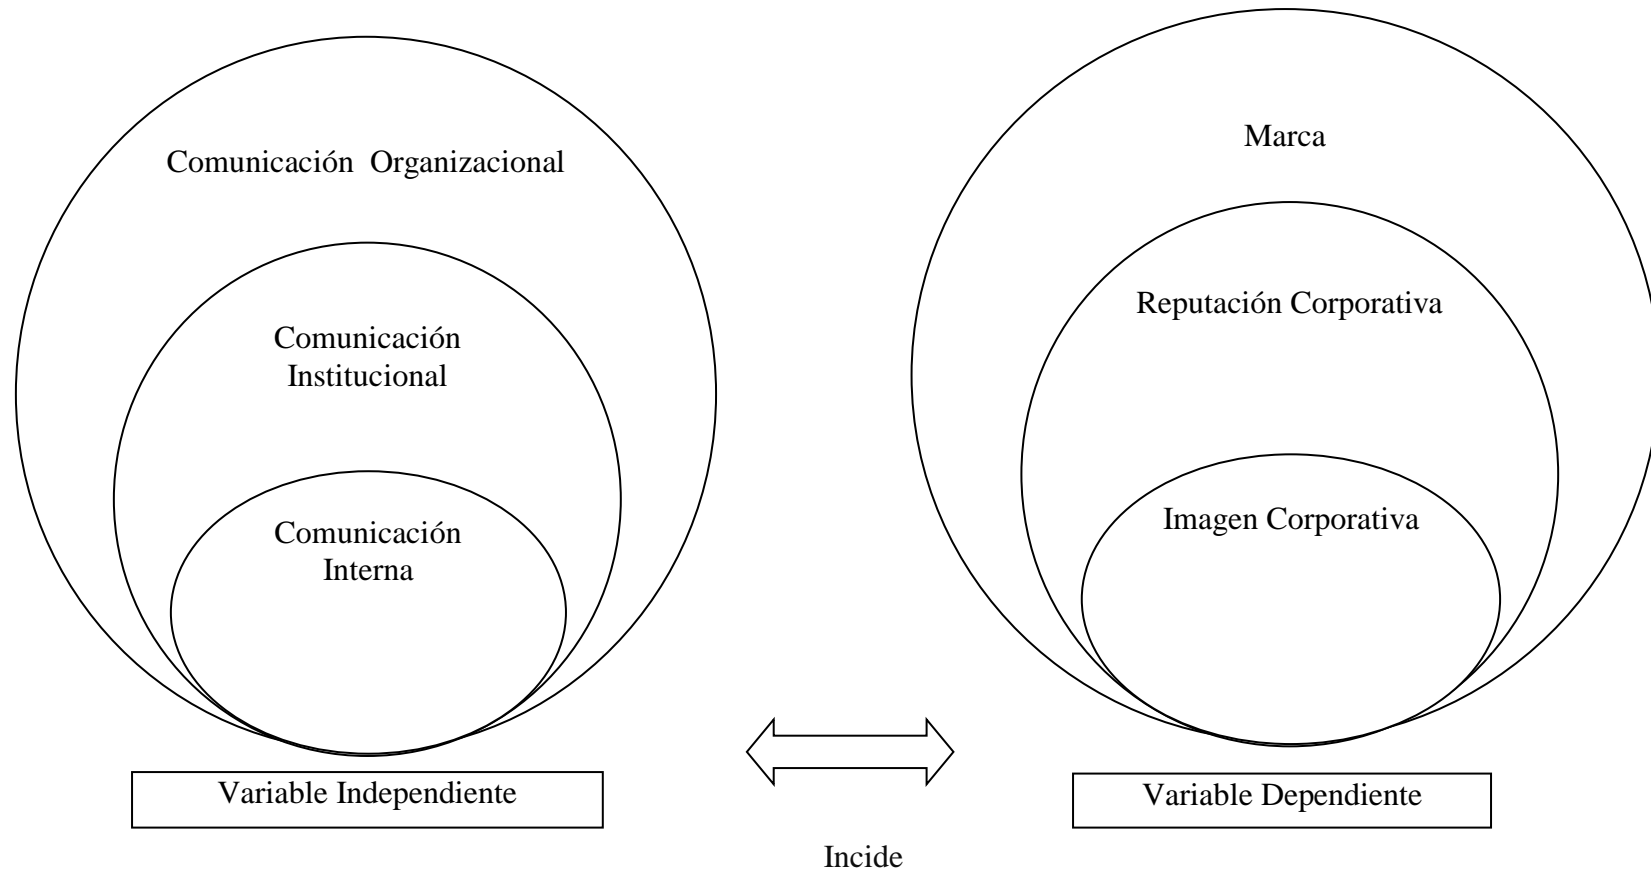 Comunicación  Organizacional
Comunicación
Institucional
Comunicación
Interna
Variable Independiente
Marca
Reputación Corporativa
Imagen Corporativa
Variable Dependiente
Incide